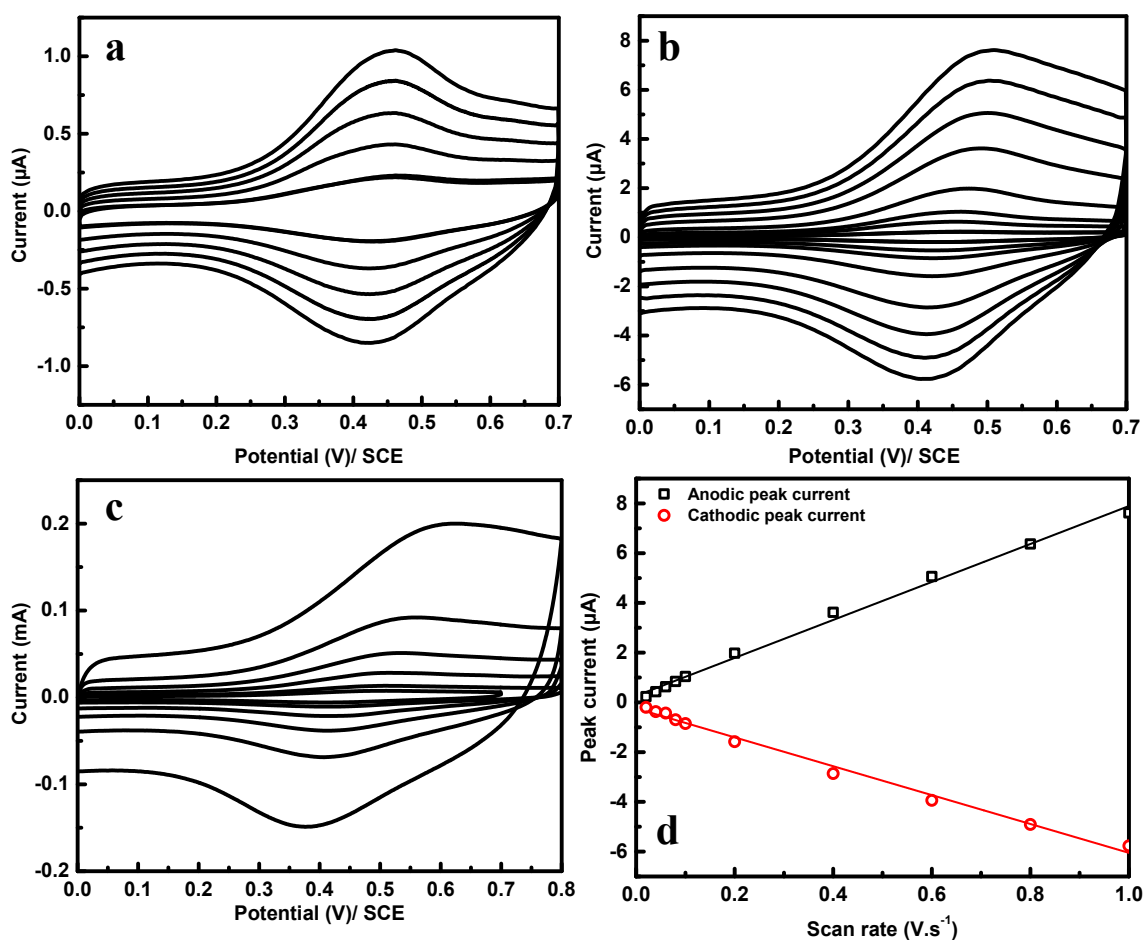 a
1.0
0.5
0.0
-0.5
-1.0
Current (µA)
0.0 0.1 0.2 0.3 0.4 0.5 0.6 0.7
Potential (V)/ SCE
b
8
6
4
2
0
-2
-4
-6
Current (µA)
0.0 0.1 0.2 0.3 0.4 0.5 0.6 0.7
Potential (V)/ SCE
c
0.2
0.1
0.0
-0.1
-0.2
Current (mA)
0.0 0.1 0.2 0.3 0.4 0.5 0.6 0.7 0.8
Potential (V)/ SCE
Anodic peak current
Cathodic peak current
8
6
4
2
0
-2
-4
-6
Peak current (µA)
d
0.0 0.2 0.4 0.6 0.8 1.0
Scan rate (V.s⁻¹)